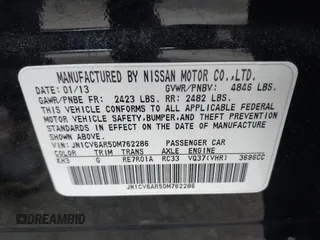 MANUFACTURED BY NISSAN MOTOR CO.,LTD.
DATE: 01/13 GVWR/PNBV: 4846 LBS.
GAWR/PNBE FR: 2423 LBS. RR: 2482 LBS.
THIS VEHICLE CONFORMS TO ALL APPLICABLE FEDERAL
MOTOR VEHICLE SAFETY,BUMPER,AND THEFT PREVENTION
STANDARDS IN EFFECT ON THE DATE OF MANUFACTURE
SHOWN ABOVE.
VIN: JN1CV6AR5DM762286 PASSENGER CAR
COLOR TRIM TRANS AXLE ENGINE
KH3 G RE7R01A RC33 VQ37(VHR) 3696CC
JN1CV6AR5DM762286
REBIDMOTORS